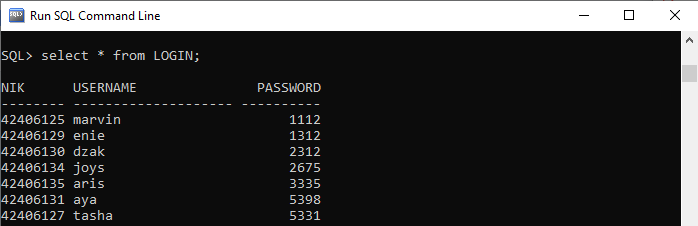 Run SQL Command Line
SQL> select * from LOGIN;
NIK      USERNAME               PASSWORD
-------- -------------------- ----------
42406125 marvin                     1112
42406129 enie                       1312
42406130 dzak                       2312
42406134 joys                       2675
42406135 aris                       3335
42406131 aya                        5398
42406127 tasha                      5331